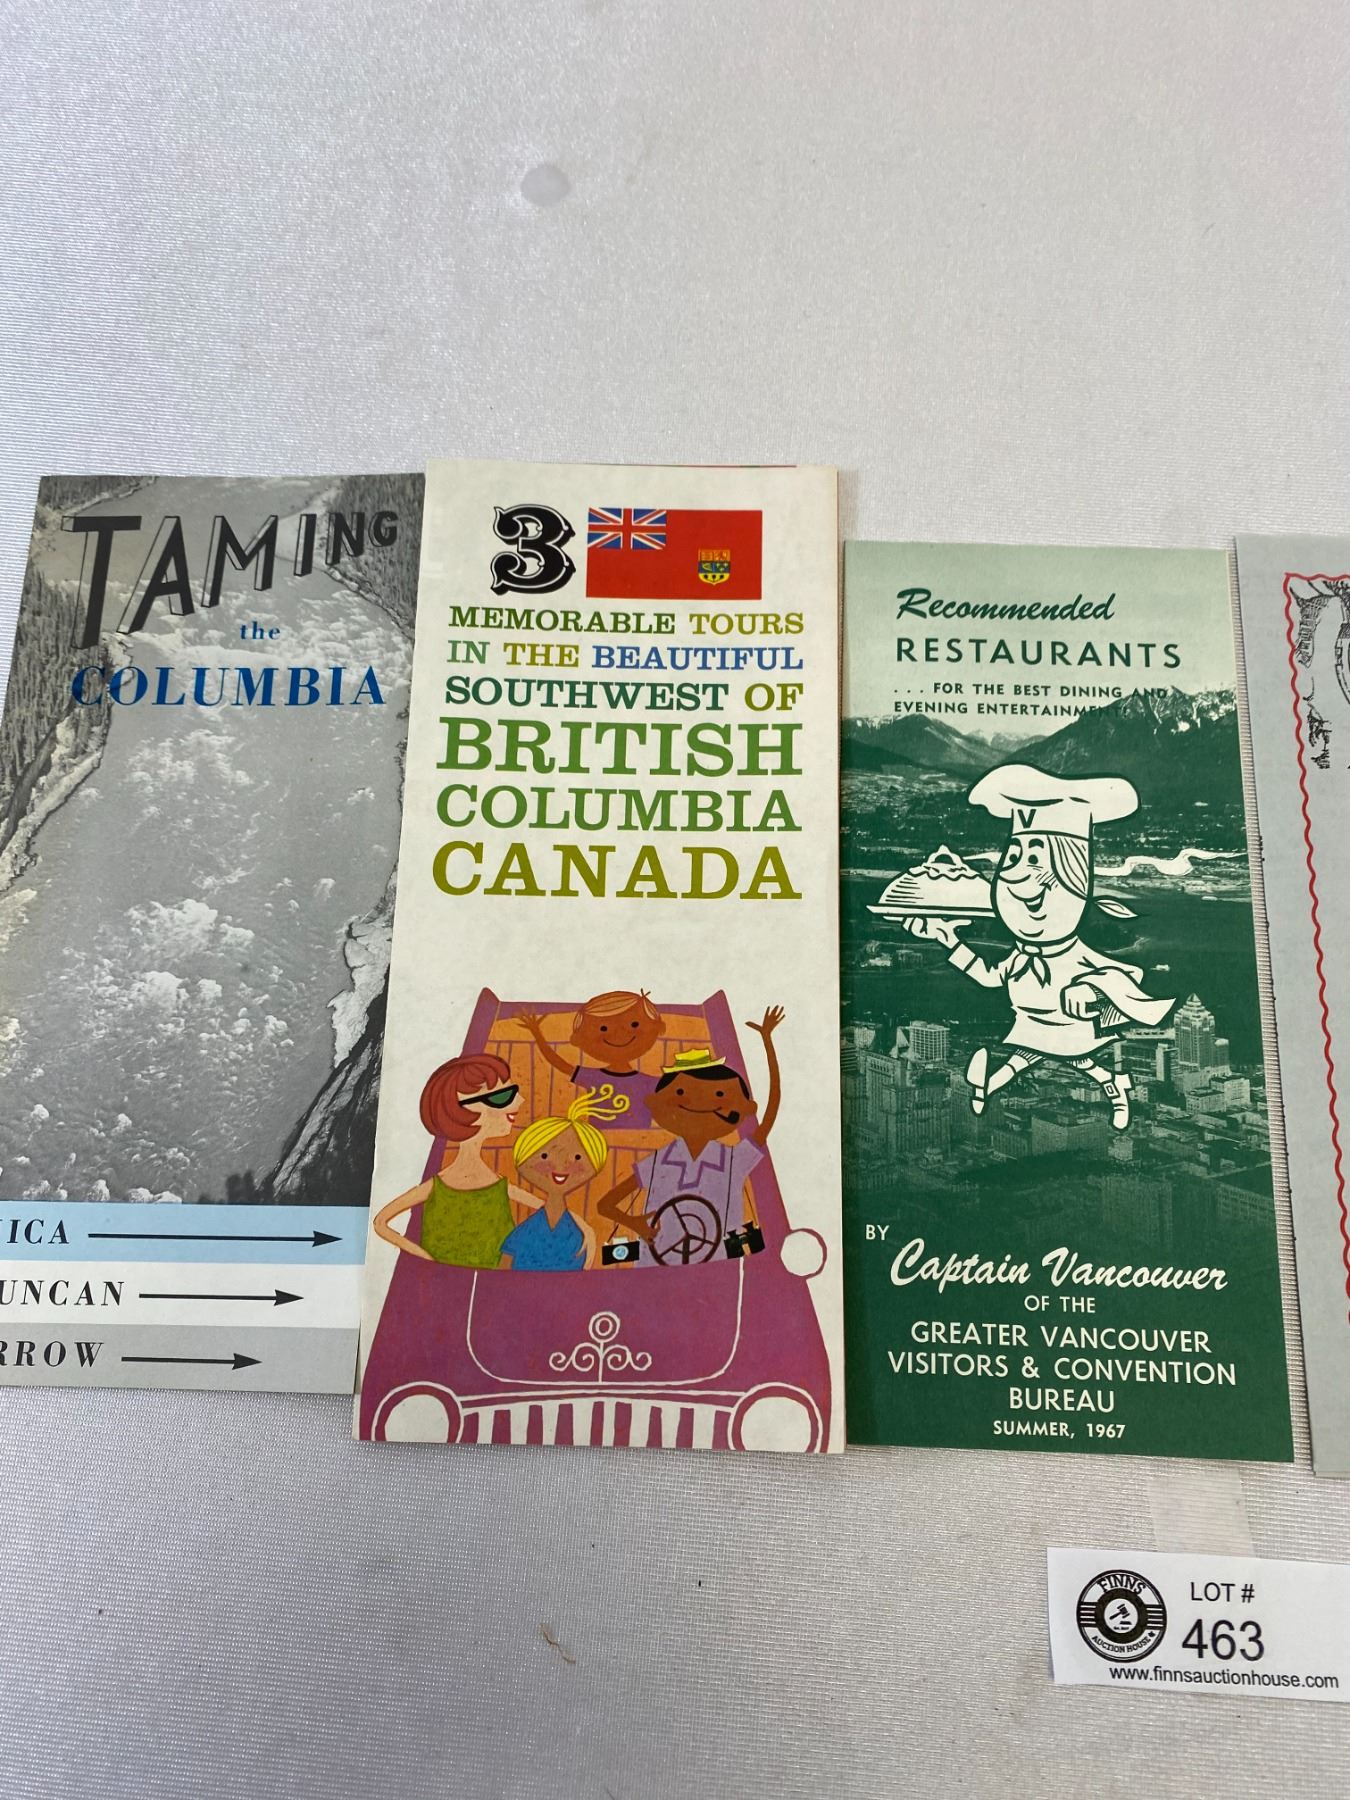 TAMING
the
COLUMBIA
ICA
UNCAN
RROW
3
MEMORABLE TOURS
IN THE BEAUTIFUL
SOUTHWEST OF
BRITISH
COLUMBIA
CANADA
Recommended
RESTAURANTS
... FOR THE BEST DINING AND
EVENING ENTERTAINMENT!
V
BY
Captain Vancouver
OF THE
GREATER VANCOUVER
VISITORS & CONVENTION
BUREAU
SUMMER, 1967
FINNS
AUCTION HOUSE
LOT #
463
www.finnsauctionhouse.com